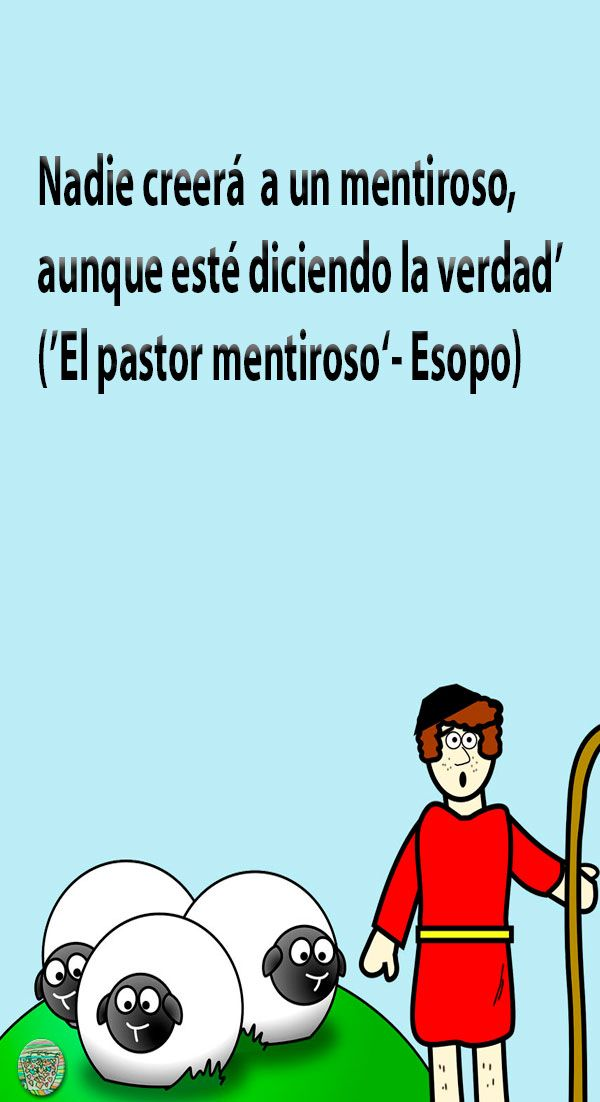 Nadie creerá a un mentiroso,
aunque esté diciendo la verdad’
(’El pastor mentiroso‘- Esopo)